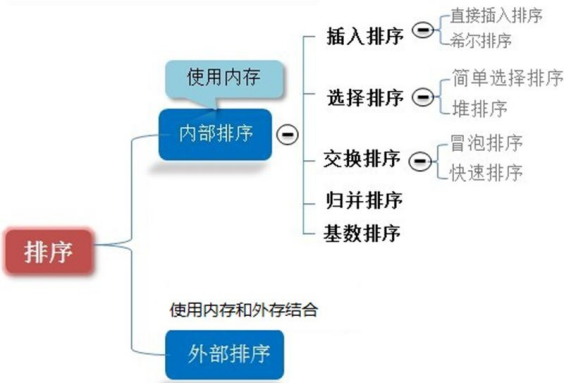 直接插入排序
插入排序
希尔排序
使用内存
简单选择排序
选择排序
堆排序
内部排序
冒泡排序
交换排序
快速排序
归并排序
基数排序
排序
使用内存和外存结合
外部排序